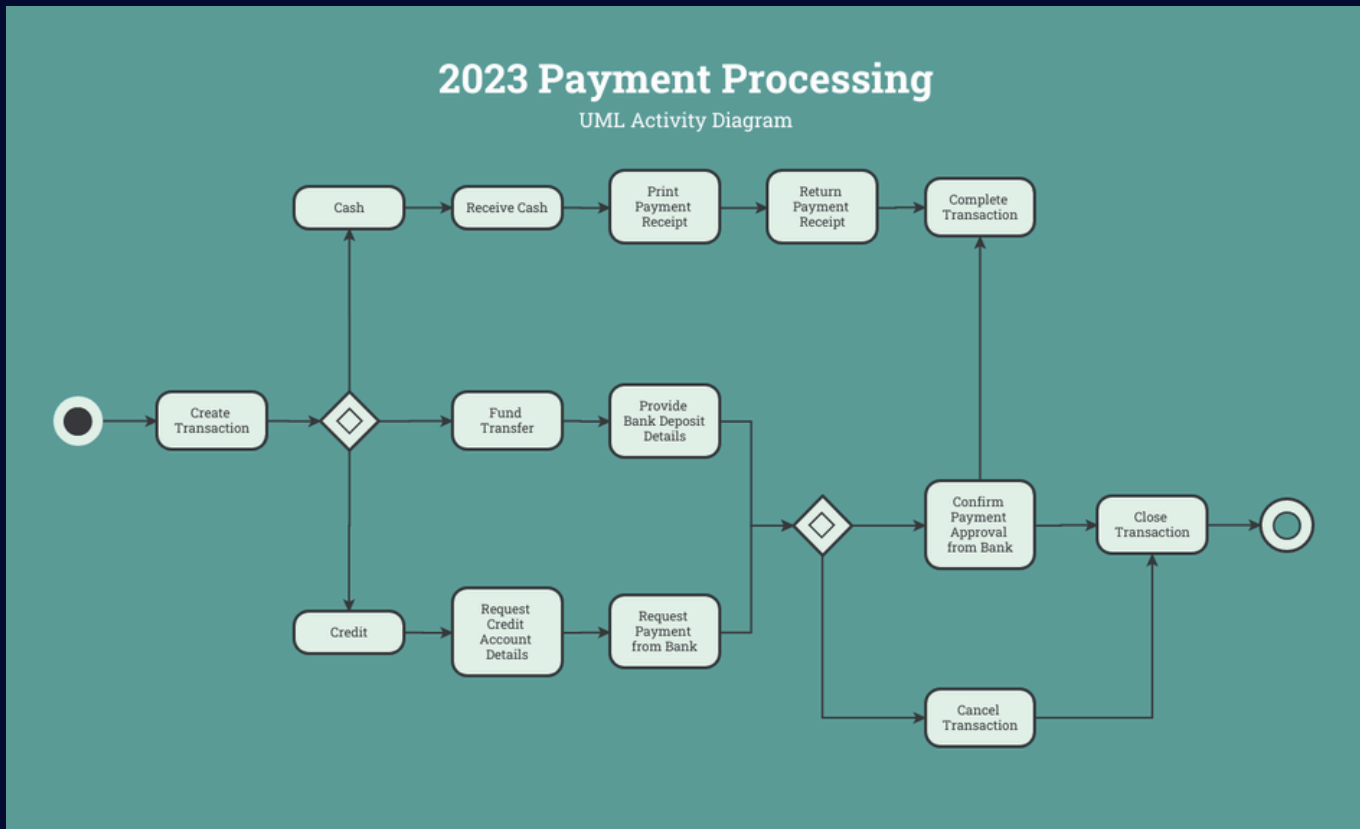 2023 Payment Processing
UML Activity Diagram
Cash
Receive Cash
Print
Payment
Receipt
Return
Payment
Receipt
Complete
Transaction
Create
Transaction
Fund
Transfer
Provide
Bank Deposit
Details
Confirm
Payment
Approval
from Bank
Close
Transaction
Credit
Request
Credit
Account
Details
Request
Payment
from Bank
Cancel
Transaction